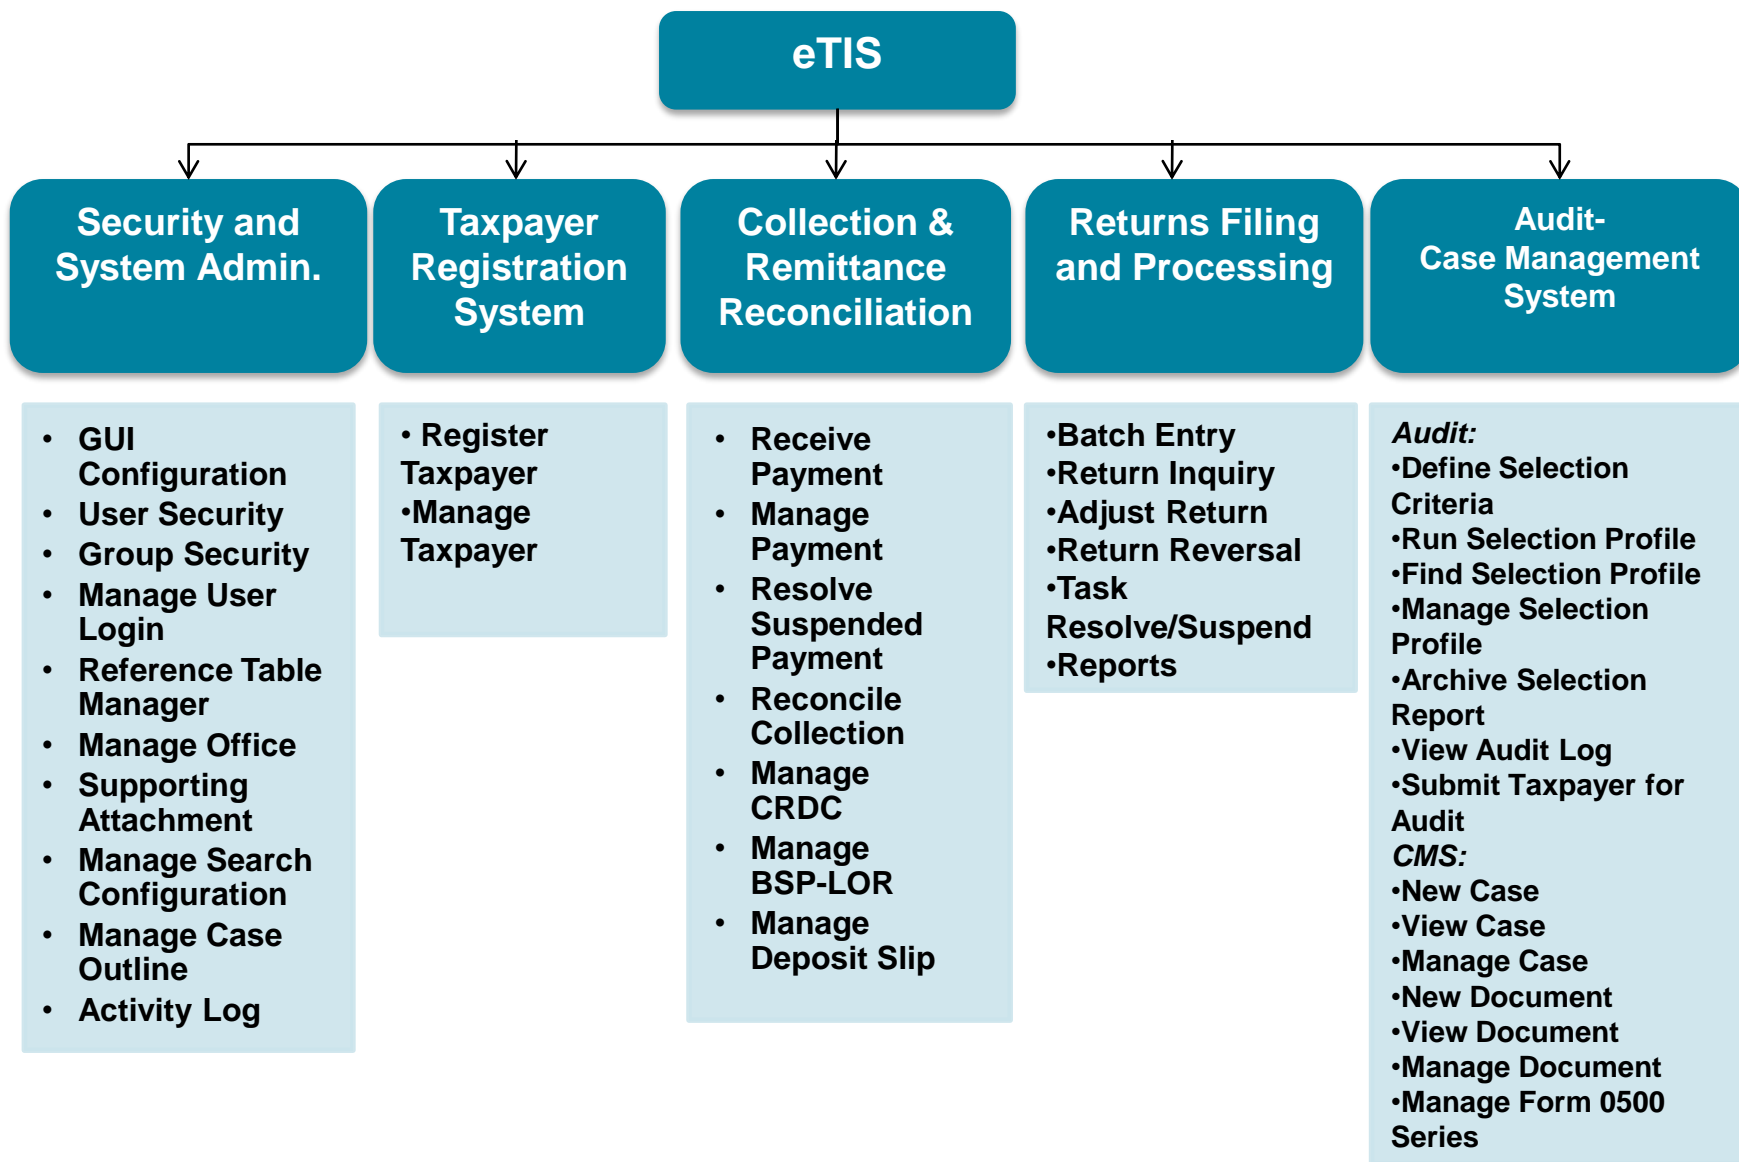 eTIS
Security and
System Admin.
Taxpayer
Registration
System
Collection &
Remittance
Reconciliation
Returns Filing
and Processing
Audit-
Case Management
System
• GUI
Configuration
• User Security
• Group Security
• Manage User
Login
• Reference Table
Manager
• Manage Office
• Supporting
Attachment
• Manage Search
Configuration
• Manage Case
Outline
• Activity Log
• Register
Taxpayer
•Manage
Taxpayer
• Receive
Payment
• Manage
Payment
• Resolve
Suspended
Payment
• Reconcile
Collection
• Manage
CRDC
• Manage
BSP-LOR
• Manage
Deposit Slip
•Batch Entry
•Return Inquiry
•Adjust Return
•Return Reversal
•Task
Resolve/Suspend
•Reports
Audit:
•Define Selection
Criteria
•Run Selection Profile
•Find Selection Profile
•Manage Selection
Profile
•Archive Selection
Report
•View Audit Log
•Submit Taxpayer for
Audit
CMS:
•New Case
•View Case
•Manage Case
•New Document
•View Document
•Manage Document
•Manage Form 0500
Series